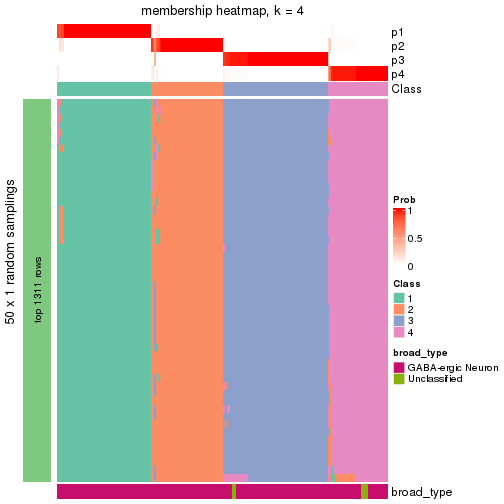 membership heatmap, k = 4
p1
p2
p3
p4
Class
50 x 1 random samplings
top 1311 rows
Prob
1
0.5
0
Class
1
2
3
4
broad_type
GABA-ergic Neuron
Unclassified
broad_type